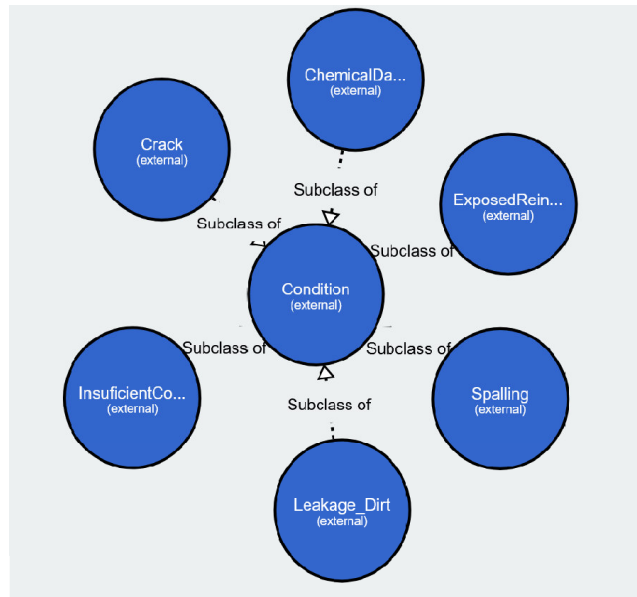 ChemicalDa...
(external)
Crack
(external)
Subclass of
ExposedRein...
(external)
Subclass of
Subclass of
Condition
(external)
Subclass of
Subclass of
InsuficientCo...
(external)
Spalling
(external)
Subclass of
Leakage_Dirt
(external)